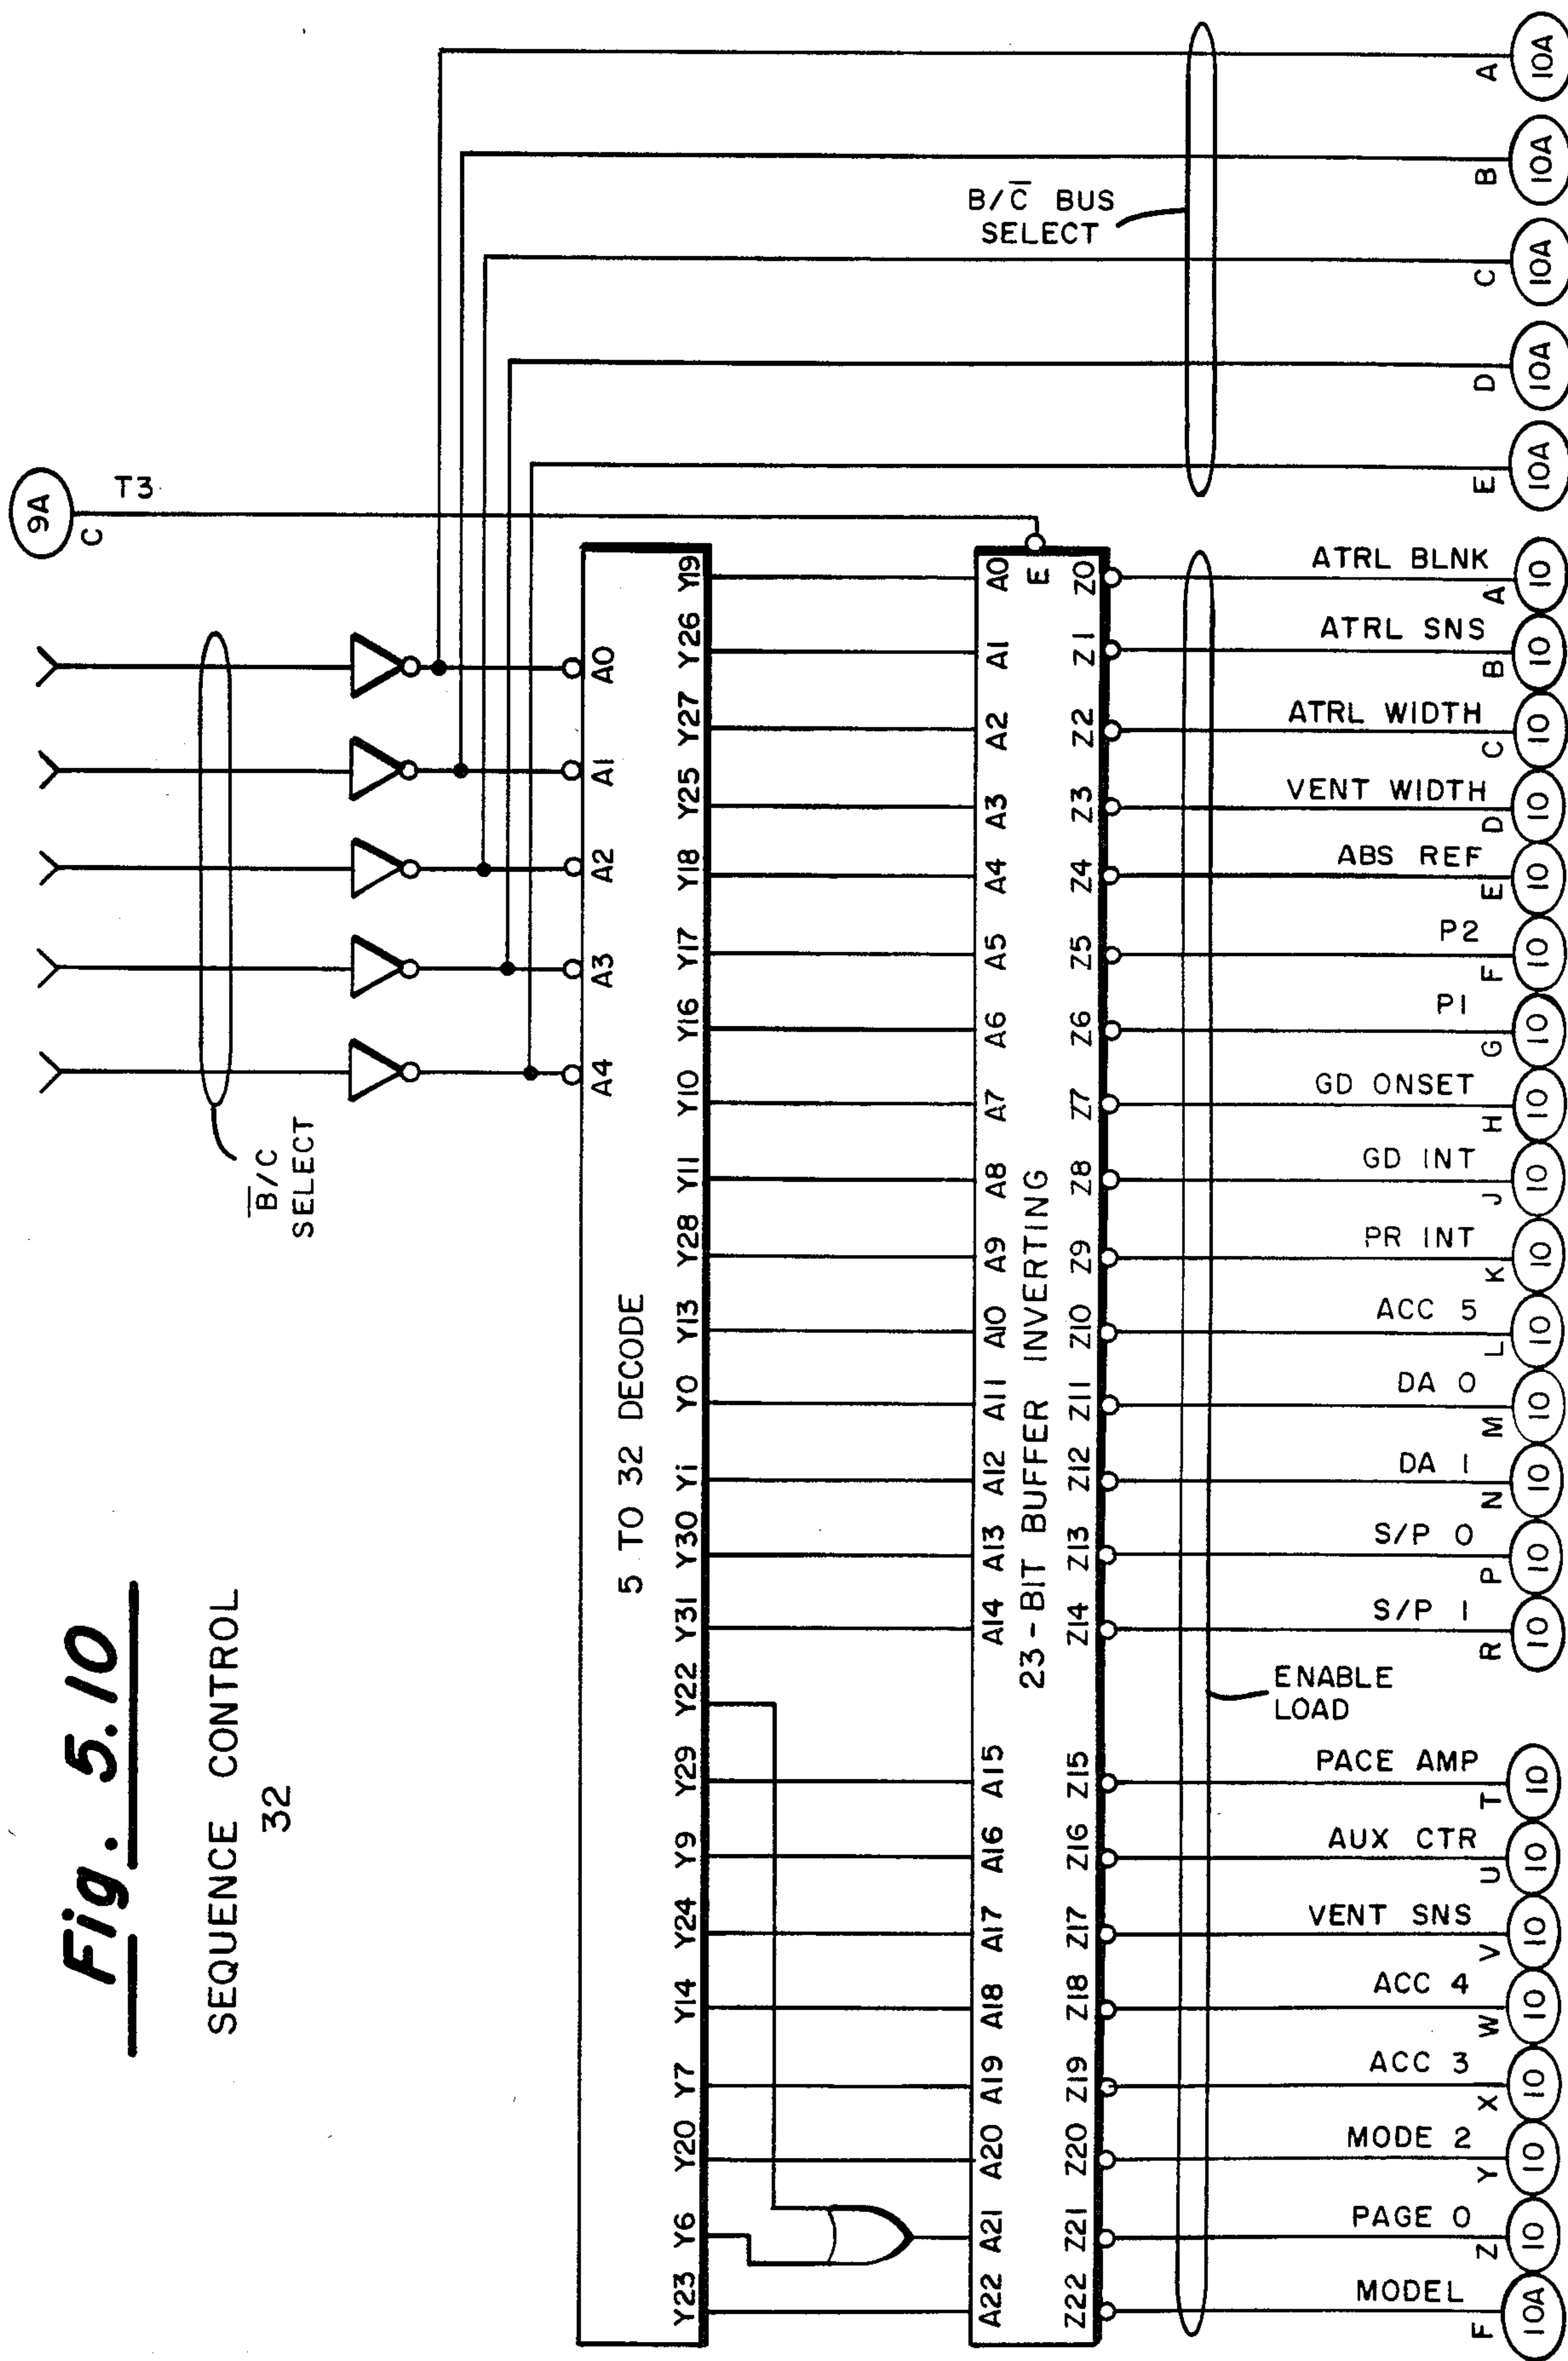 Fig. 5.10
SEQUENCE CONTROL
32
9A
C
T3
B̅/C
SELECT
B/C̅ BUS
SELECT
A4 A3 A2 A1 A0
5 TO 32 DECODE
Y23 Y6 Y20 Y7 Y14 Y24 Y9 Y29 Y22 Y31 Y30 Yi Y0 Y13 Y28 Y11 Y10 Y16 Y17 Y18 Y25 Y27 Y26 Y19
A22 A21 A20 A19 A18 A17 A16 A15 A14 A13 A12 A11 A10 A9 A8 A7 A6 A5 A4 A3 A2 A1 A0
23-BIT BUFFER INVERTING
E
Z22 Z21 Z20 Z19 Z18 Z17 Z16 Z15 Z14 Z13 Z12 Z11 Z10 Z9 Z8 Z7 Z6 Z5 Z4 Z3 Z2 Z1 Z0
ENABLE
LOAD
MODEL F 10A
PAGE 0 Z 10
MODE 2 Y 10
ACC 3 X 10
ACC 4 W 10
VENT SNS V 10
AUX CTR U 10
PACE AMP T 10
S/P 1 R 10
S/P 0 P 10
DA 1 N 10
DA 0 M 10
ACC 5 L 10
PR INT K 10
GD INT J 10
GD ONSET H 10
P1 G 10
P2 F 10
ABS REF E 10
VENT WIDTH D 10
ATRL WIDTH C 10
ATRL SNS B 10
ATRL BLNK A 10
E 10A
D 10A
C 10A
B 10A
A 10A